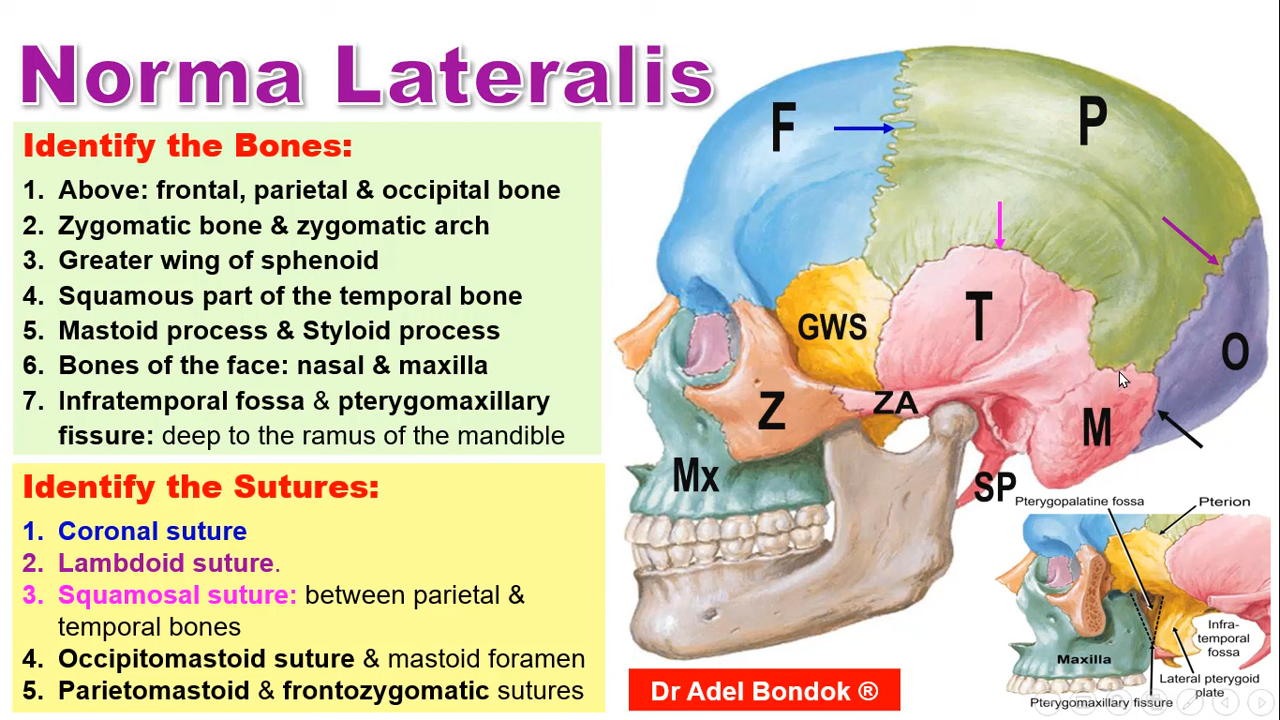 Norma Lateralis
Identify the Bones:
1. Above: frontal, parietal & occipital bone
2. Zygomatic bone & zygomatic arch
3. Greater wing of sphenoid
4. Squamous part of the temporal bone
5. Mastoid process & Styloid process
6. Bones of the face: nasal & maxilla
7. Infratemporal fossa & pterygomaxillary
fissure: deep to the ramus of the mandible
Identify the Sutures:
1. Coronal suture
2. Lambdoid suture.
3. Squamosal suture: between parietal &
temporal bones
4. Occipitomastoid suture & mastoid foramen
5. Parietomastoid & frontozygomatic sutures
F
P
GWS
T
O
Z
ZA
M
Mx
SP
Pterygopalatine fossa
Pterion
Infra-
temporal
fossa
Maxilla
Lateral pterygoid
plate
Pterygomaxillary fissure
Dr Adel Bondok ®